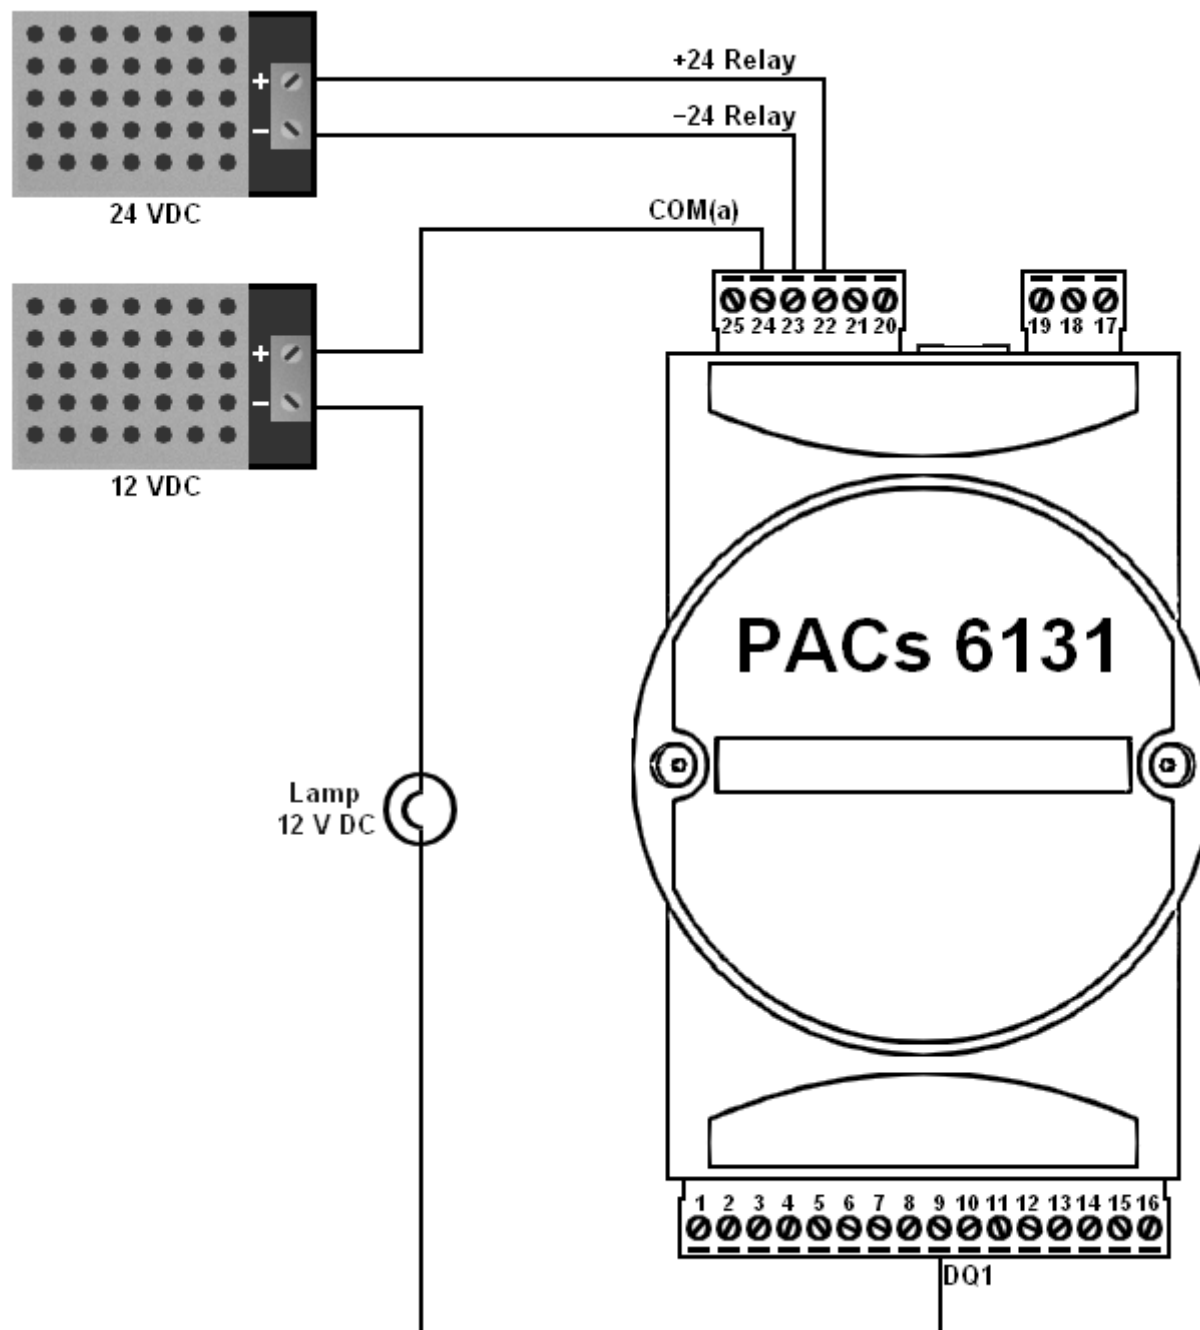 +24 Relay
−24 Relay
+
−
24 VDC
COM(a)
25 24 23 22 21 20
19 18 17
+
−
12 VDC
PACs 6131
Lamp
12 V DC
1 2 3 4 5 6 7 8 9 10 11 12 13 14 15 16
DQ1